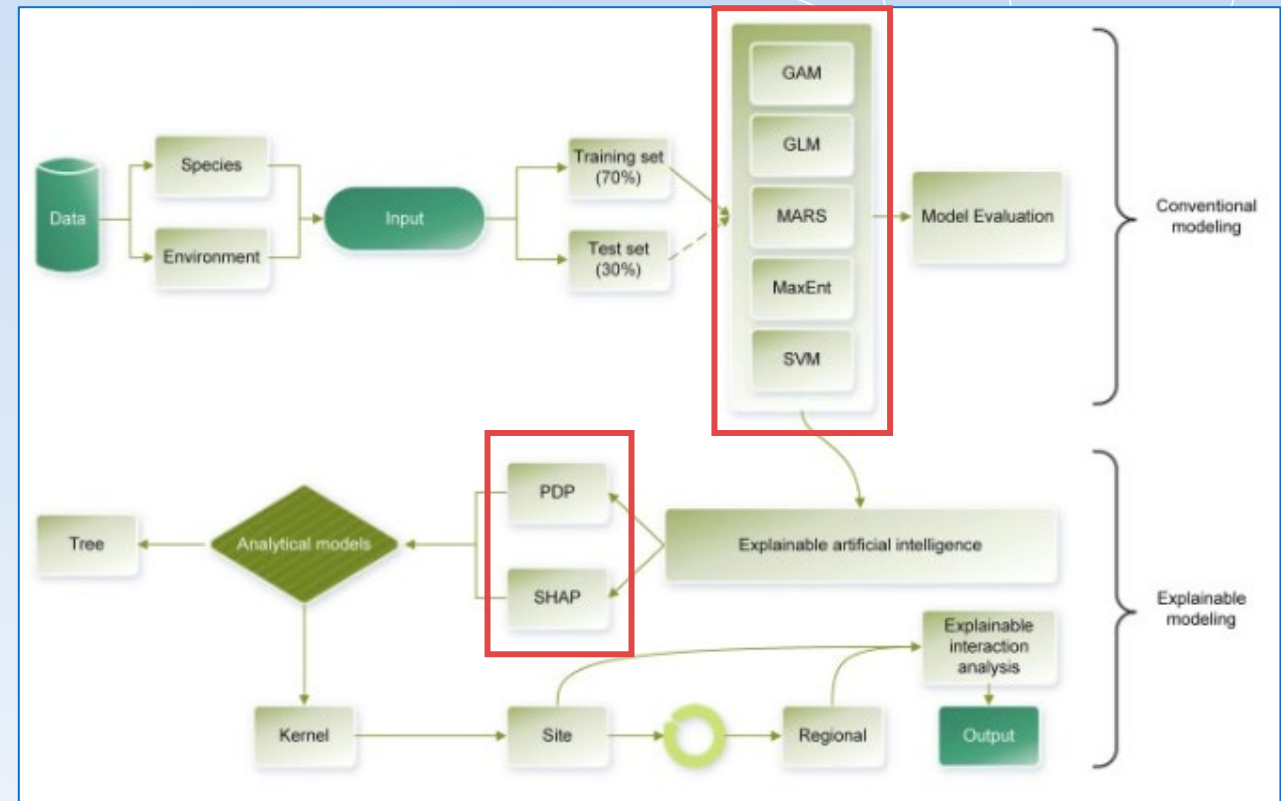 Data
Species
Environment
Input
Training set
(70%)
Test set
(30%)
GAM
GLM
MARS
MaxEnt
SVM
Model Evaluation
Conventional
modeling
Tree
Analytical models
PDP
SHAP
Explainable artificial intelligence
Explainable
modeling
Kernel
Site
Regional
Explainable
interaction
analysis
Output